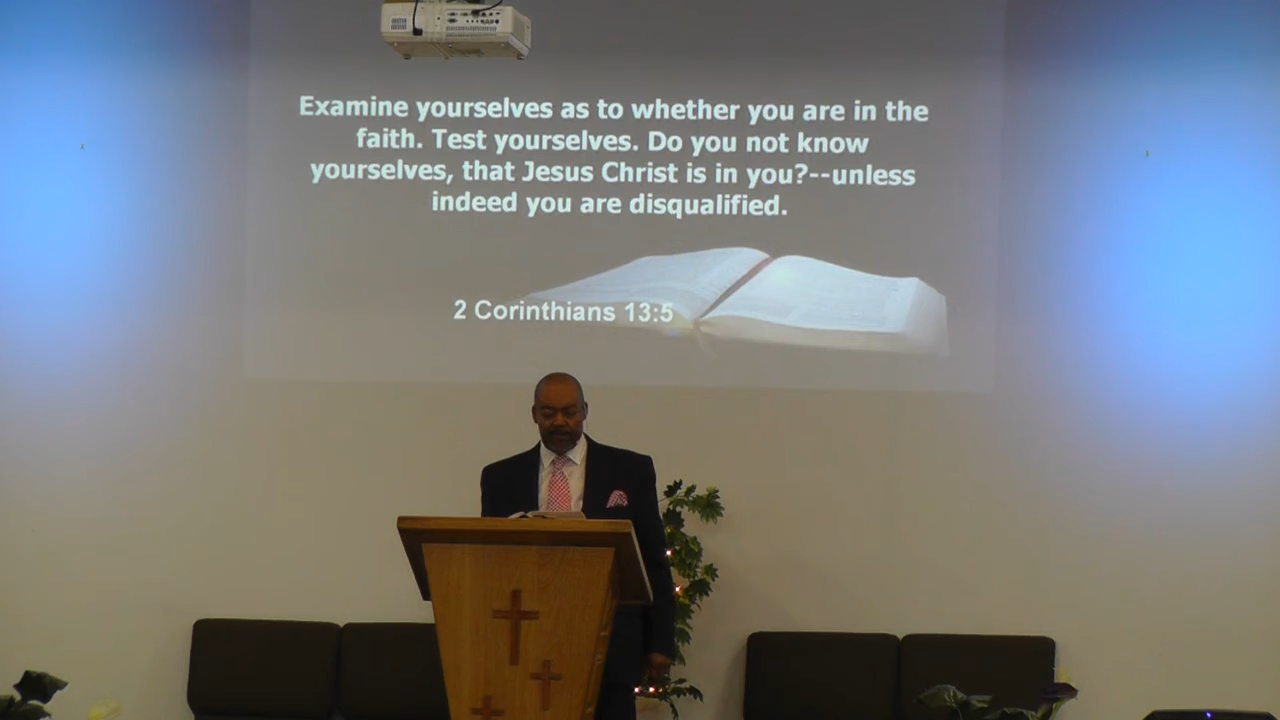 Examine yourselves as to whether you are in the
faith. Test yourselves. Do you not know
yourselves, that Jesus Christ is in you?--unless
indeed you are disqualified.
2 Corinthians 13:5